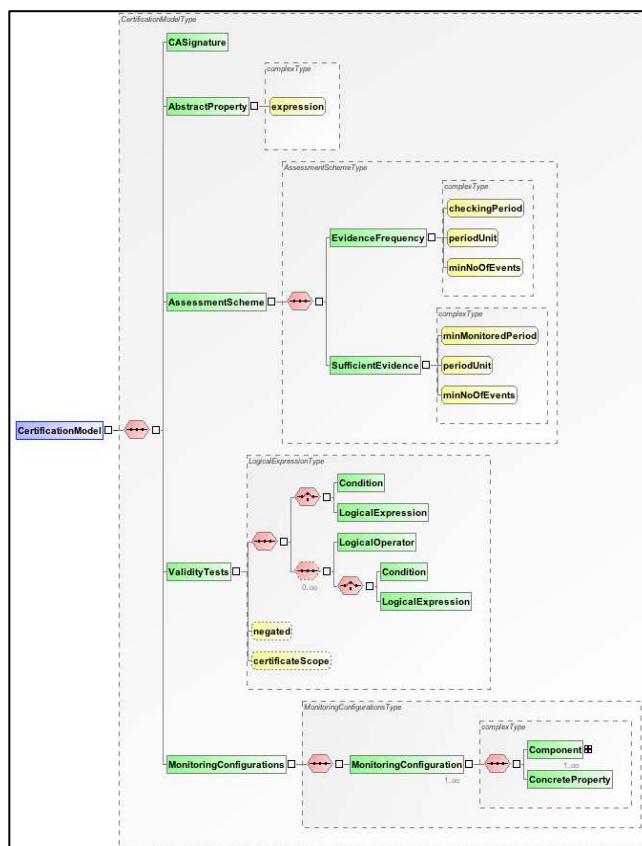 CertificationModelType
CASignature
complexType
AbstractProperty
expression
AssessmentSchemeType
complexType
checkingPeriod
EvidenceFrequency
periodUnit
minNoOfEvents
AssessmentScheme
complexType
minMonitoredPeriod
SufficientEvidence
periodUnit
minNoOfEvents
CertificationModel
LogicalExpressionType
Condition
LogicalExpression
LogicalOperator
ValidityTests
Condition
0..∞
LogicalExpression
negated
certificateScope
MonitoringConfigurationsType
complexType
Component
MonitoringConfigurations
MonitoringConfiguration
1..∞
1..∞
ConcreteProperty